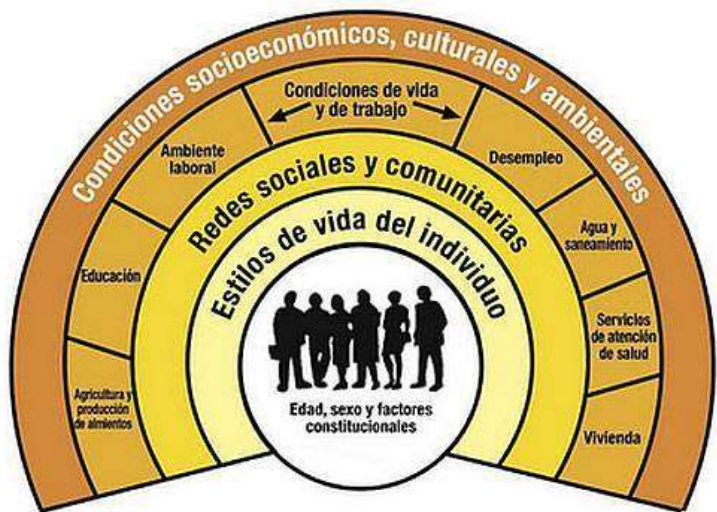 Condiciones socioeconómicos, culturales y ambientales
Condiciones de vida
y de trabajo
Ambiente
laboral
Desempleo
Redes sociales y comunitarias
Agua y
saneamiento
Estilos de vida del individuo
Educación
Servicios
de atención
de salud
Agricultura y
producción
de almientos
Edad, sexo y factores
constitucionales
Vivienda